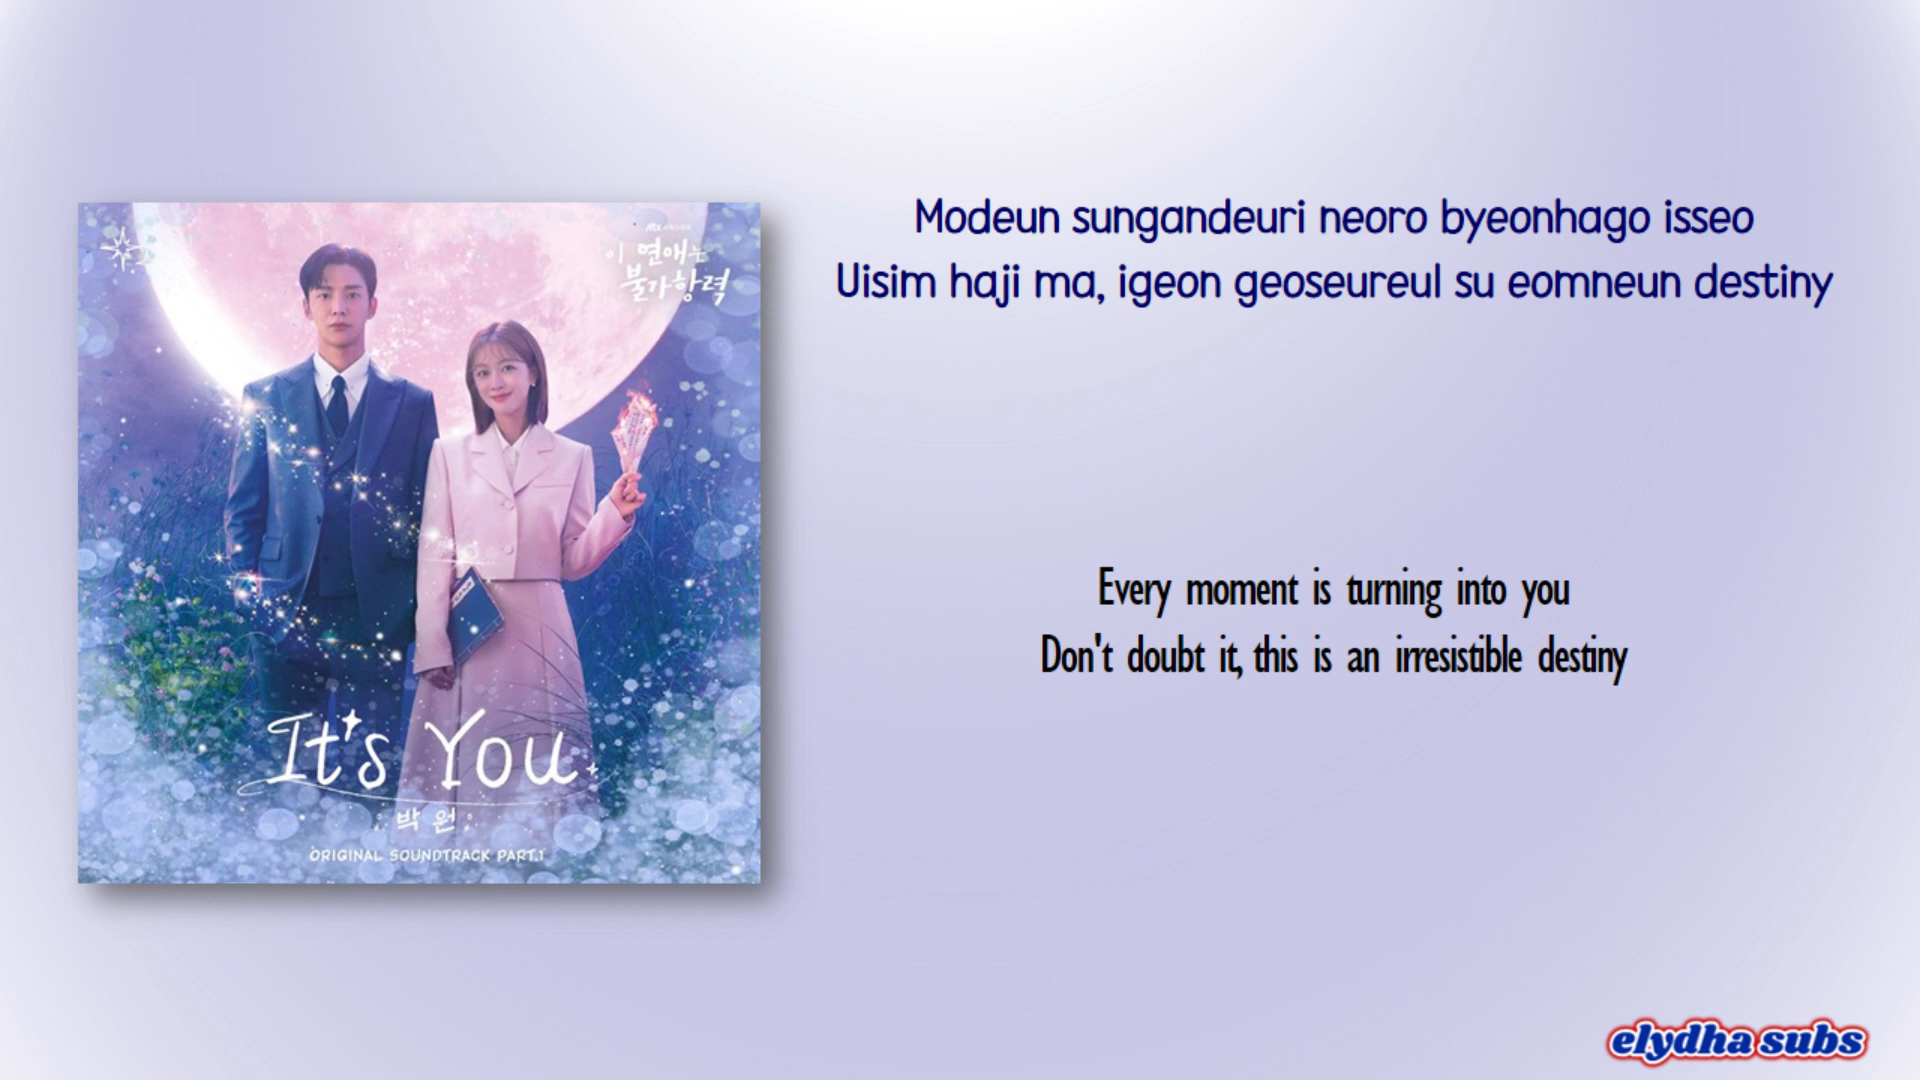 이 연애는
불가항력
It's You
박원
ORIGINAL SOUNDTRACK PART.1
Modeun sungandeuri neoro byeonhago isseo
Uisim haji ma, igeon geoseureul su eomneun destiny
Every moment is turning into you
Don't doubt it, this is an irresistible destiny
elydha subs